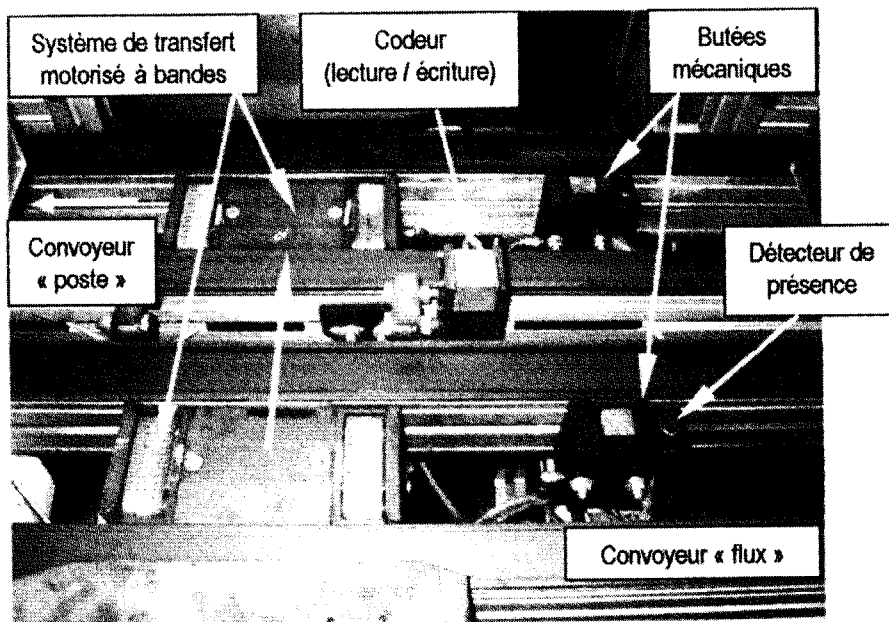 Système de transfert
motorisé à bandes
Codeur
(lecture / écriture)
Butées
mécaniques
Convoyeur
« poste »
Détecteur de
présence
Convoyeur « flux »